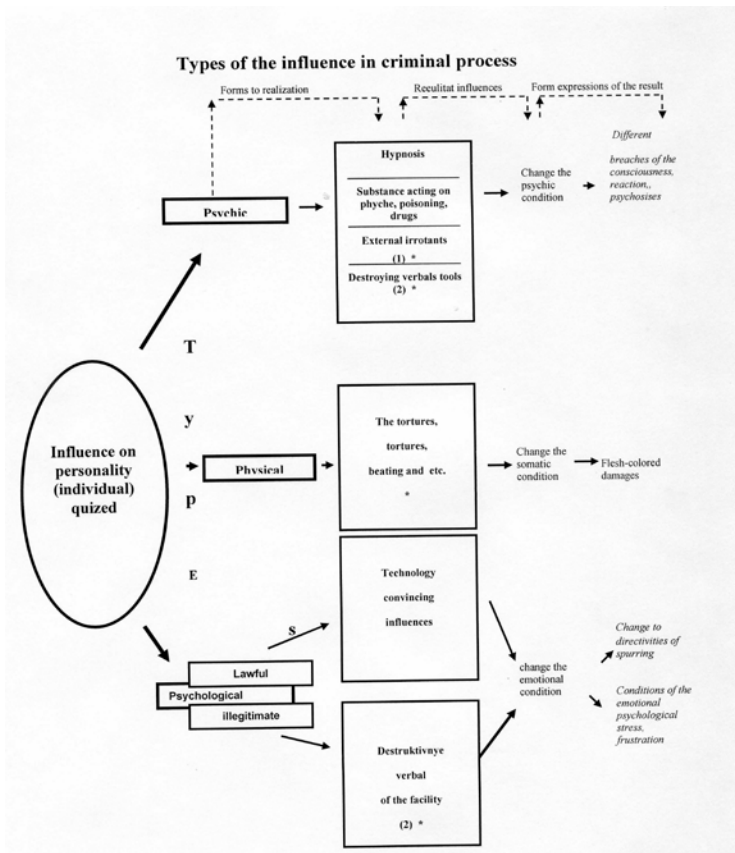 Types of the influence in criminal process
Forms to realization
Reculitat influences
Form expressions of the result
Psychic
Hypnosis
Substance acting on
phyche, poisoning,
drugs
External irrotants
(1) *
Destroying verbals tools
(2) *
Change the
psychic
condition
Different
breaches of the
consciousness,
reaction,,
psychosises
T
y
p
E
s
Influence on
personality
(individual)
quized
Physical
The tortures,
tortures,
beating and etc.
*
Change the
somatic
condition
Flesh-colored
damages
Lawful
Psychological
illegitimate
Technology
convincing
influences
Destruktivnye
verbal
of the facility
(2) *
change the
emotional
condition
Change to
directivities of
spurring
Conditions of the
emotional
psychological
stress,
frustration